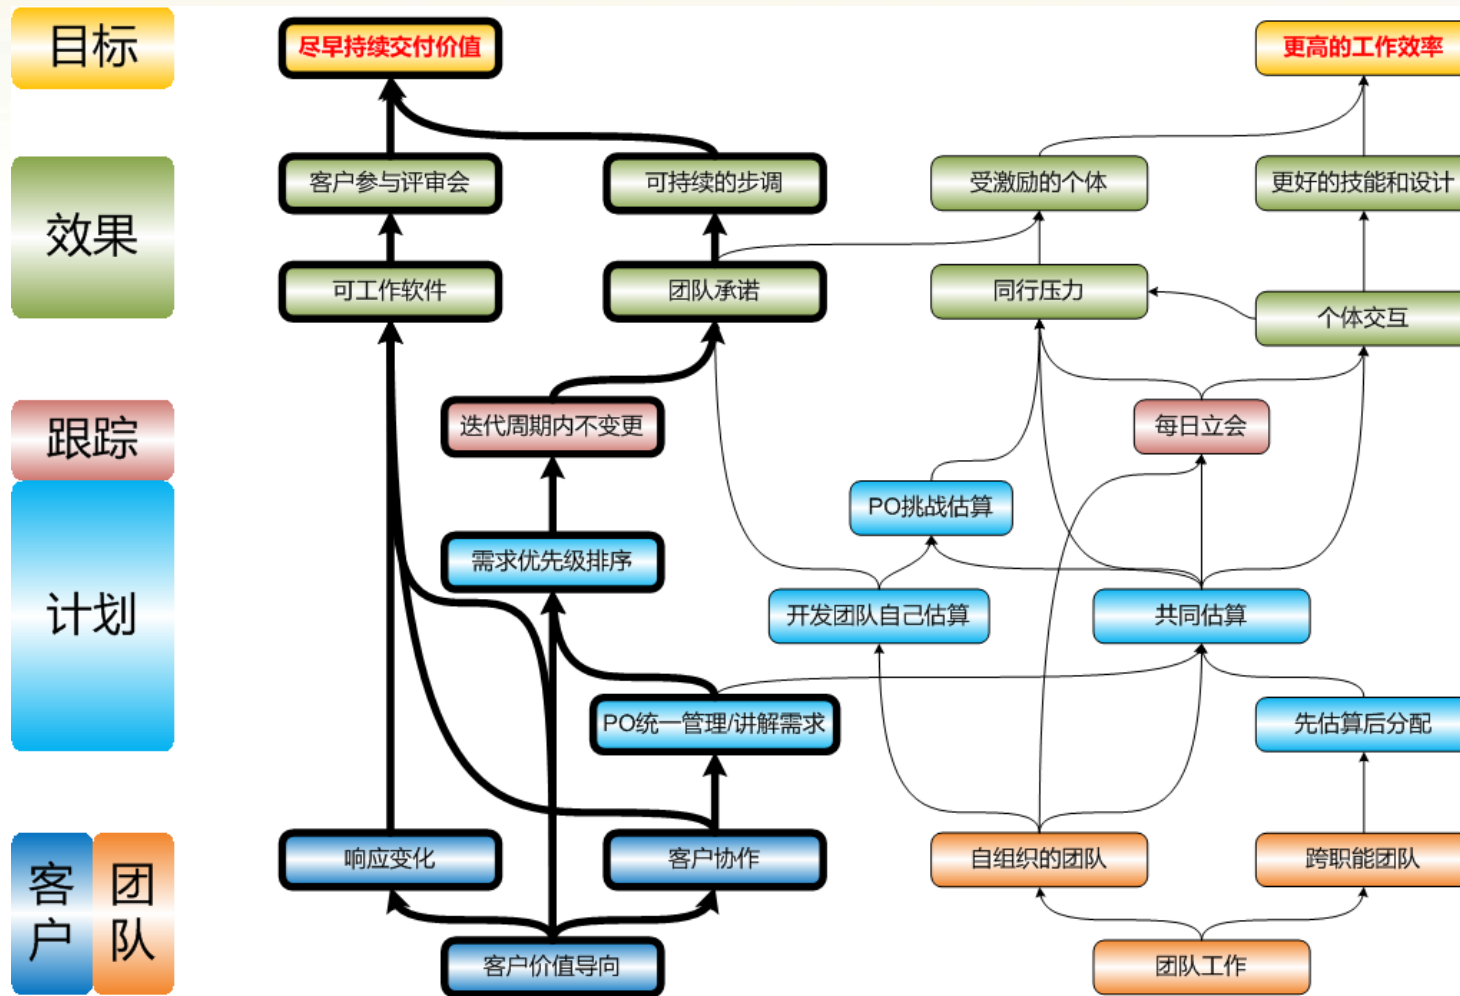 目标
尽早持续交付价值
更高的工作效率
效果
客户参与评审会
可持续的步调
受激励的个体
更好的技能和设计
可工作软件
团队承诺
同行压力
个体交互
跟踪
迭代周期内不变更
每日立会
计划
PO挑战估算
需求优先级排序
开发团队自己估算
共同估算
PO统一管理/讲解需求
先估算后分配
客户
团队
响应变化
客户协作
自组织的团队
跨职能团队
客户价值导向
团队工作